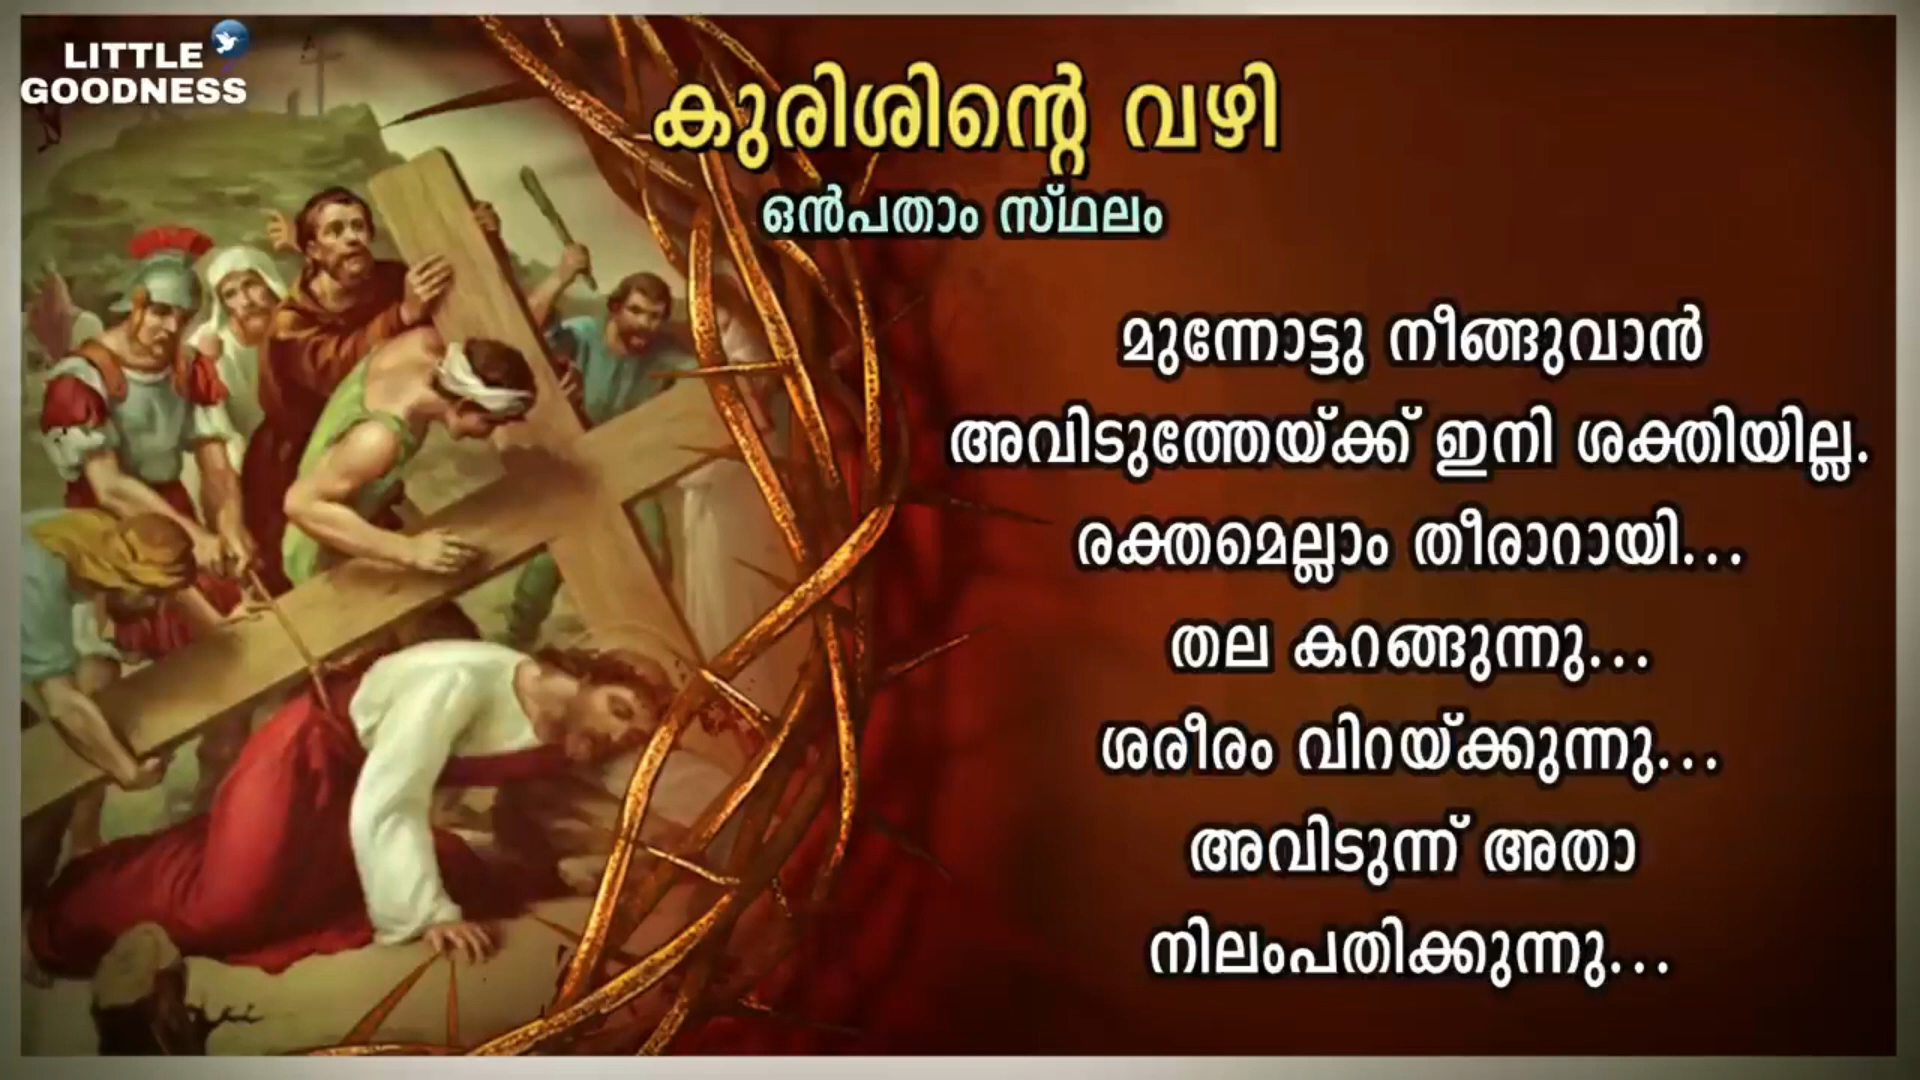 LITTLE
GOODNESS
കുരിശിന്റെ വഴി
ഒൻപതാം സ്ഥലം
മുന്നോട്ടു നീങ്ങുവാൻ
അവിടുത്തേയ്ക്ക് ഇനി ശക്തിയില്ല.
രക്തമെല്ലാം തീരാറായി...
തല കറങ്ങുന്നു...
ശരീരം വിറയ്ക്കുന്നു...
അവിടുന്ന് അതാ
നിലംപതിക്കുന്നു...